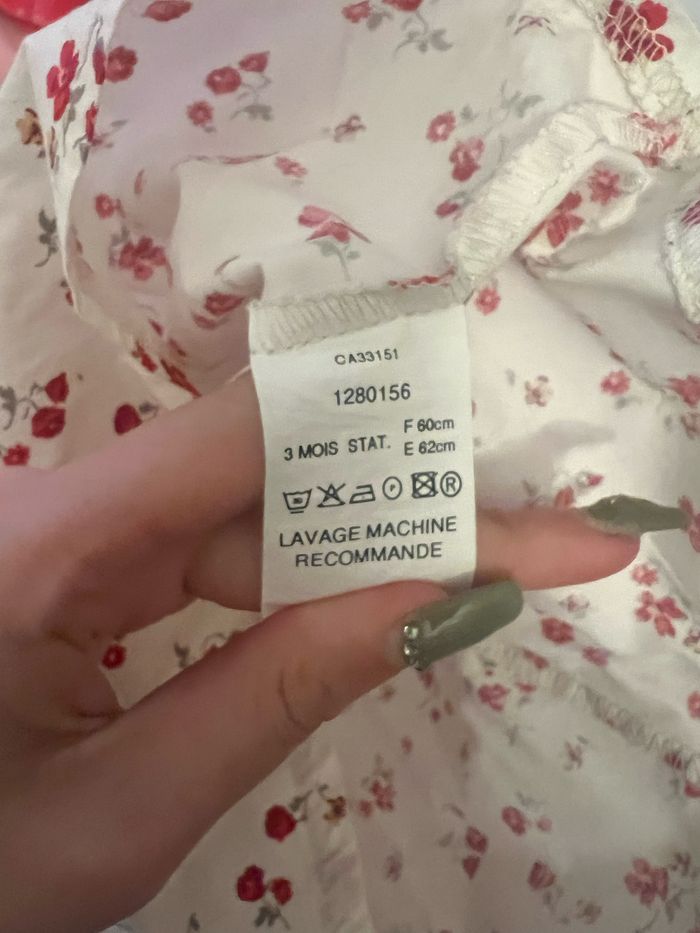 CA33151
1280156
3 MOIS STAT. F 60cm
E 62cm
LAVAGE MACHINE
RECOMMANDE